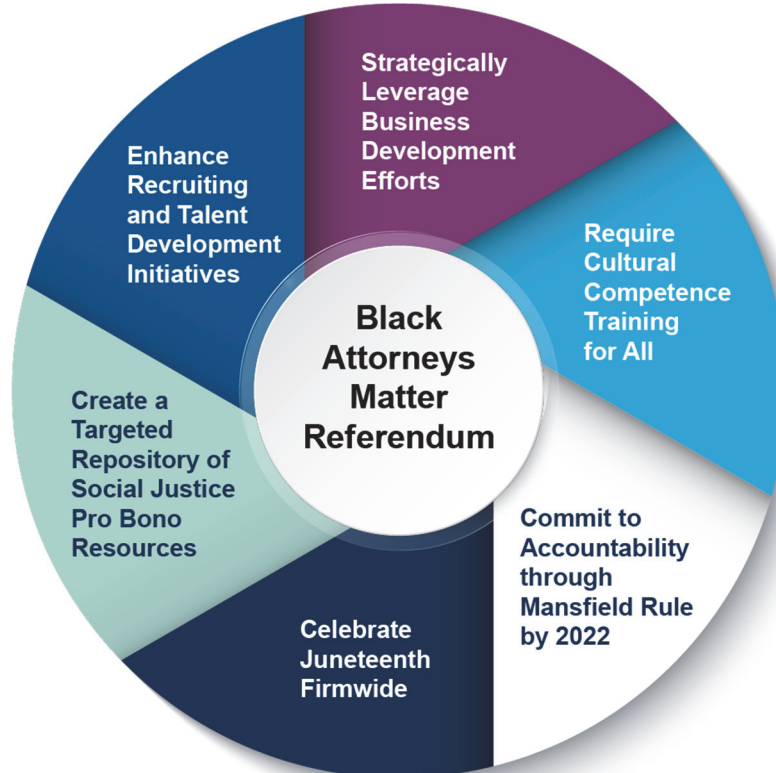 Black
Attorneys
Matter
Referendum
Strategically
Leverage
Business
Development
Efforts
Require
Cultural
Competence
Training
for All
Commit to
Accountability
through
Mansfield Rule
by 2022
Celebrate
Juneteenth
Firmwide
Create a
Targeted
Repository of
Social Justice
Pro Bono
Resources
Enhance
Recruiting
and Talent
Development
Initiatives